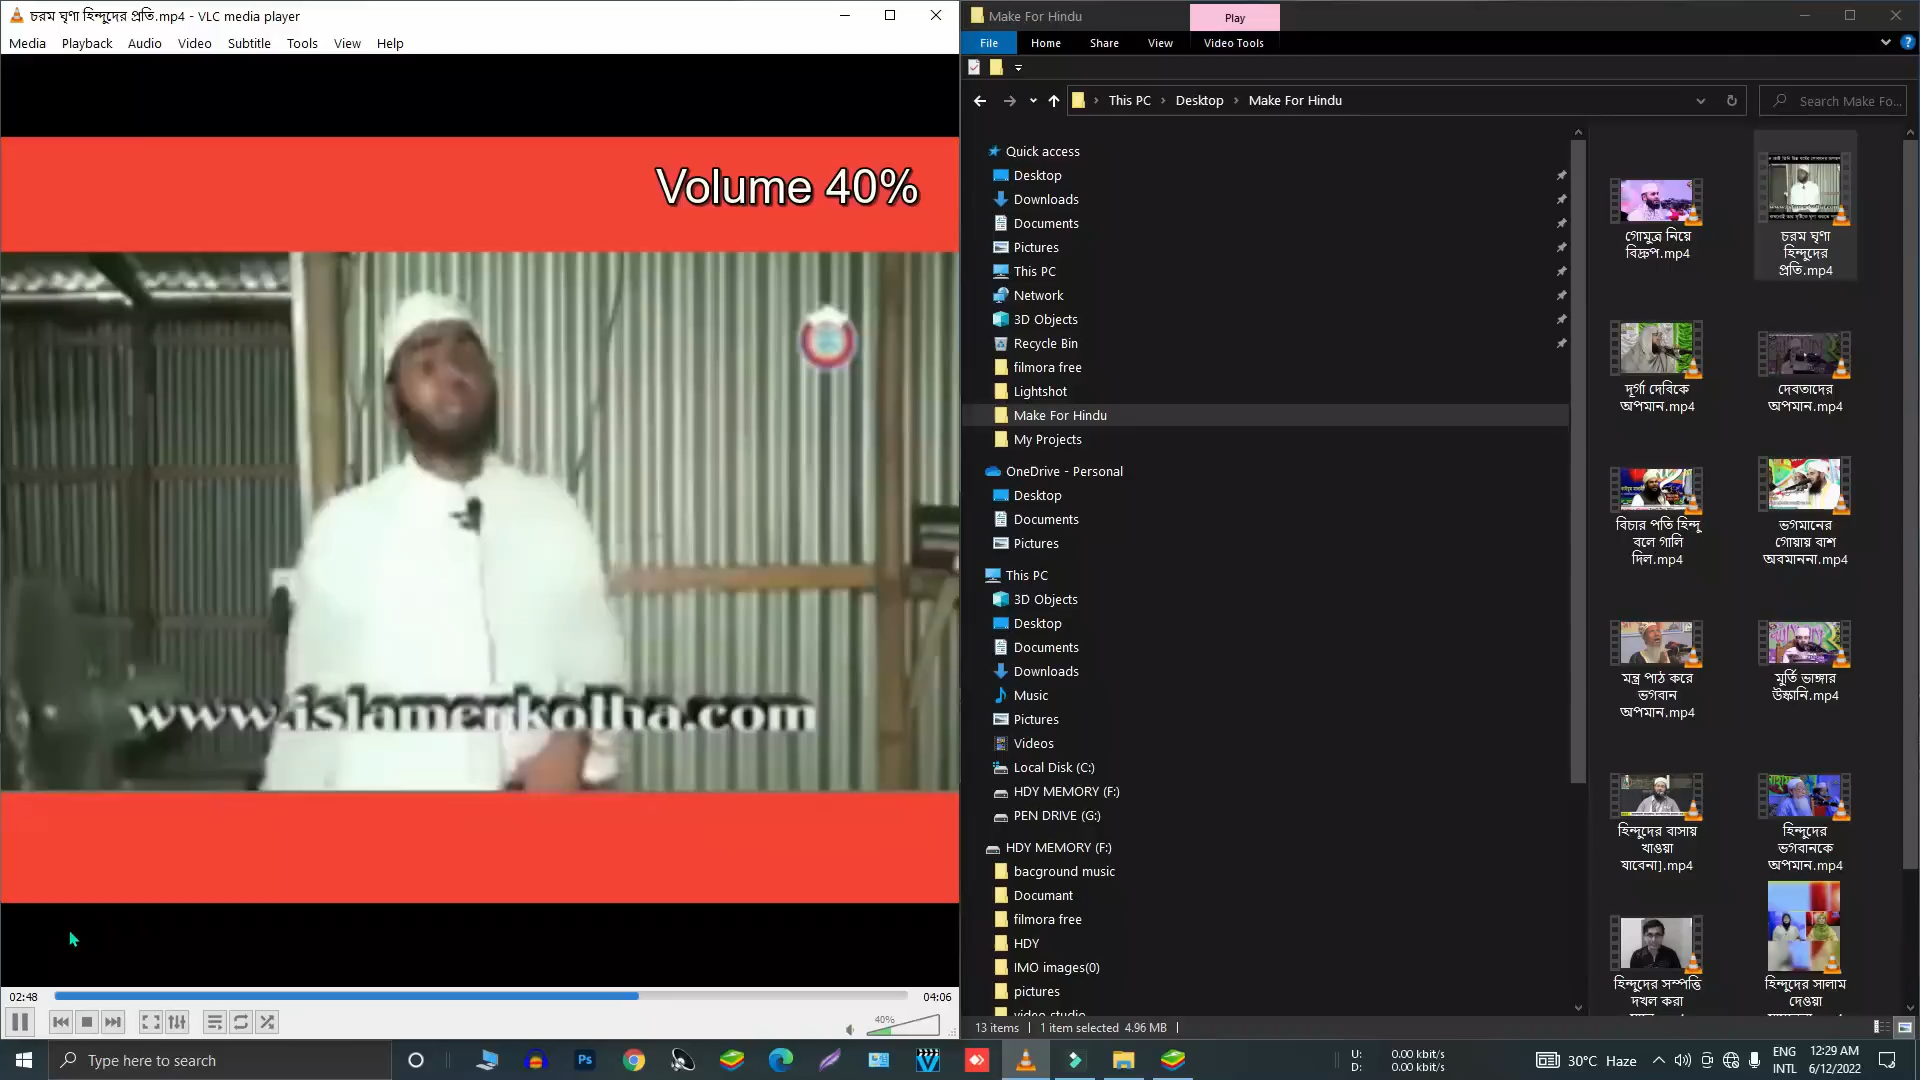 চরম ঘৃণা হিন্দুদের প্রতি.mp4 - VLC media player
Media Playback Audio Video Subtitle Tools View Help
Volume 40%
www.islamerkotha.com
02:48
04:06
40%
Make For Hindu
Play
File Home Share View Video Tools
This PC Desktop Make For Hindu
Search Make Fo...
Quick access
Desktop
Downloads
Documents
Pictures
This PC
Network
3D Objects
Recycle Bin
filmora free
Lightshot
Make For Hindu
My Projects
OneDrive - Personal
Desktop
Documents
Pictures
This PC
3D Objects
Desktop
Documents
Downloads
Music
Pictures
Videos
Local Disk (C:)
HDY MEMORY (F:)
PEN DRIVE (G:)
HDY MEMORY (F:)
bacground music
Documant
filmora free
HDY
IMO images(0)
pictures
video studio
গোমুত্র নিয়ে
বিদ্রুপ.mp4
চরম ঘৃণা
হিন্দুদের
প্রতি.mp4
দূর্গা দেবিকে
অপমান.mp4
দেবতাদের
অপমান.mp4
বিচার পতি হিন্দু
বলে গালি
দিল.mp4
ভগমানের
গোয়ায় বাশ
অবমাননা.mp4
মন্ত্র পাঠ করে
ভগবান
অপমান.mp4
মুর্তি ভাঙ্গার
উস্কানি.mp4
হিন্দুদের বাসায়
খাওয়া
যাবেনা].mp4
হিন্দুদের
ভগবানকে
অপমান.mp4
হিন্দুদের সম্পত্তি
দখল করা
হিন্দুদের সালাম
দেওয়া
13 items 1 item selected 4.96 MB
Type here to search
U: 0.00 kbit/s
D: 0.00 kbit/s
30°C Haze
ENG
INTL
12:29 AM
6/12/2022